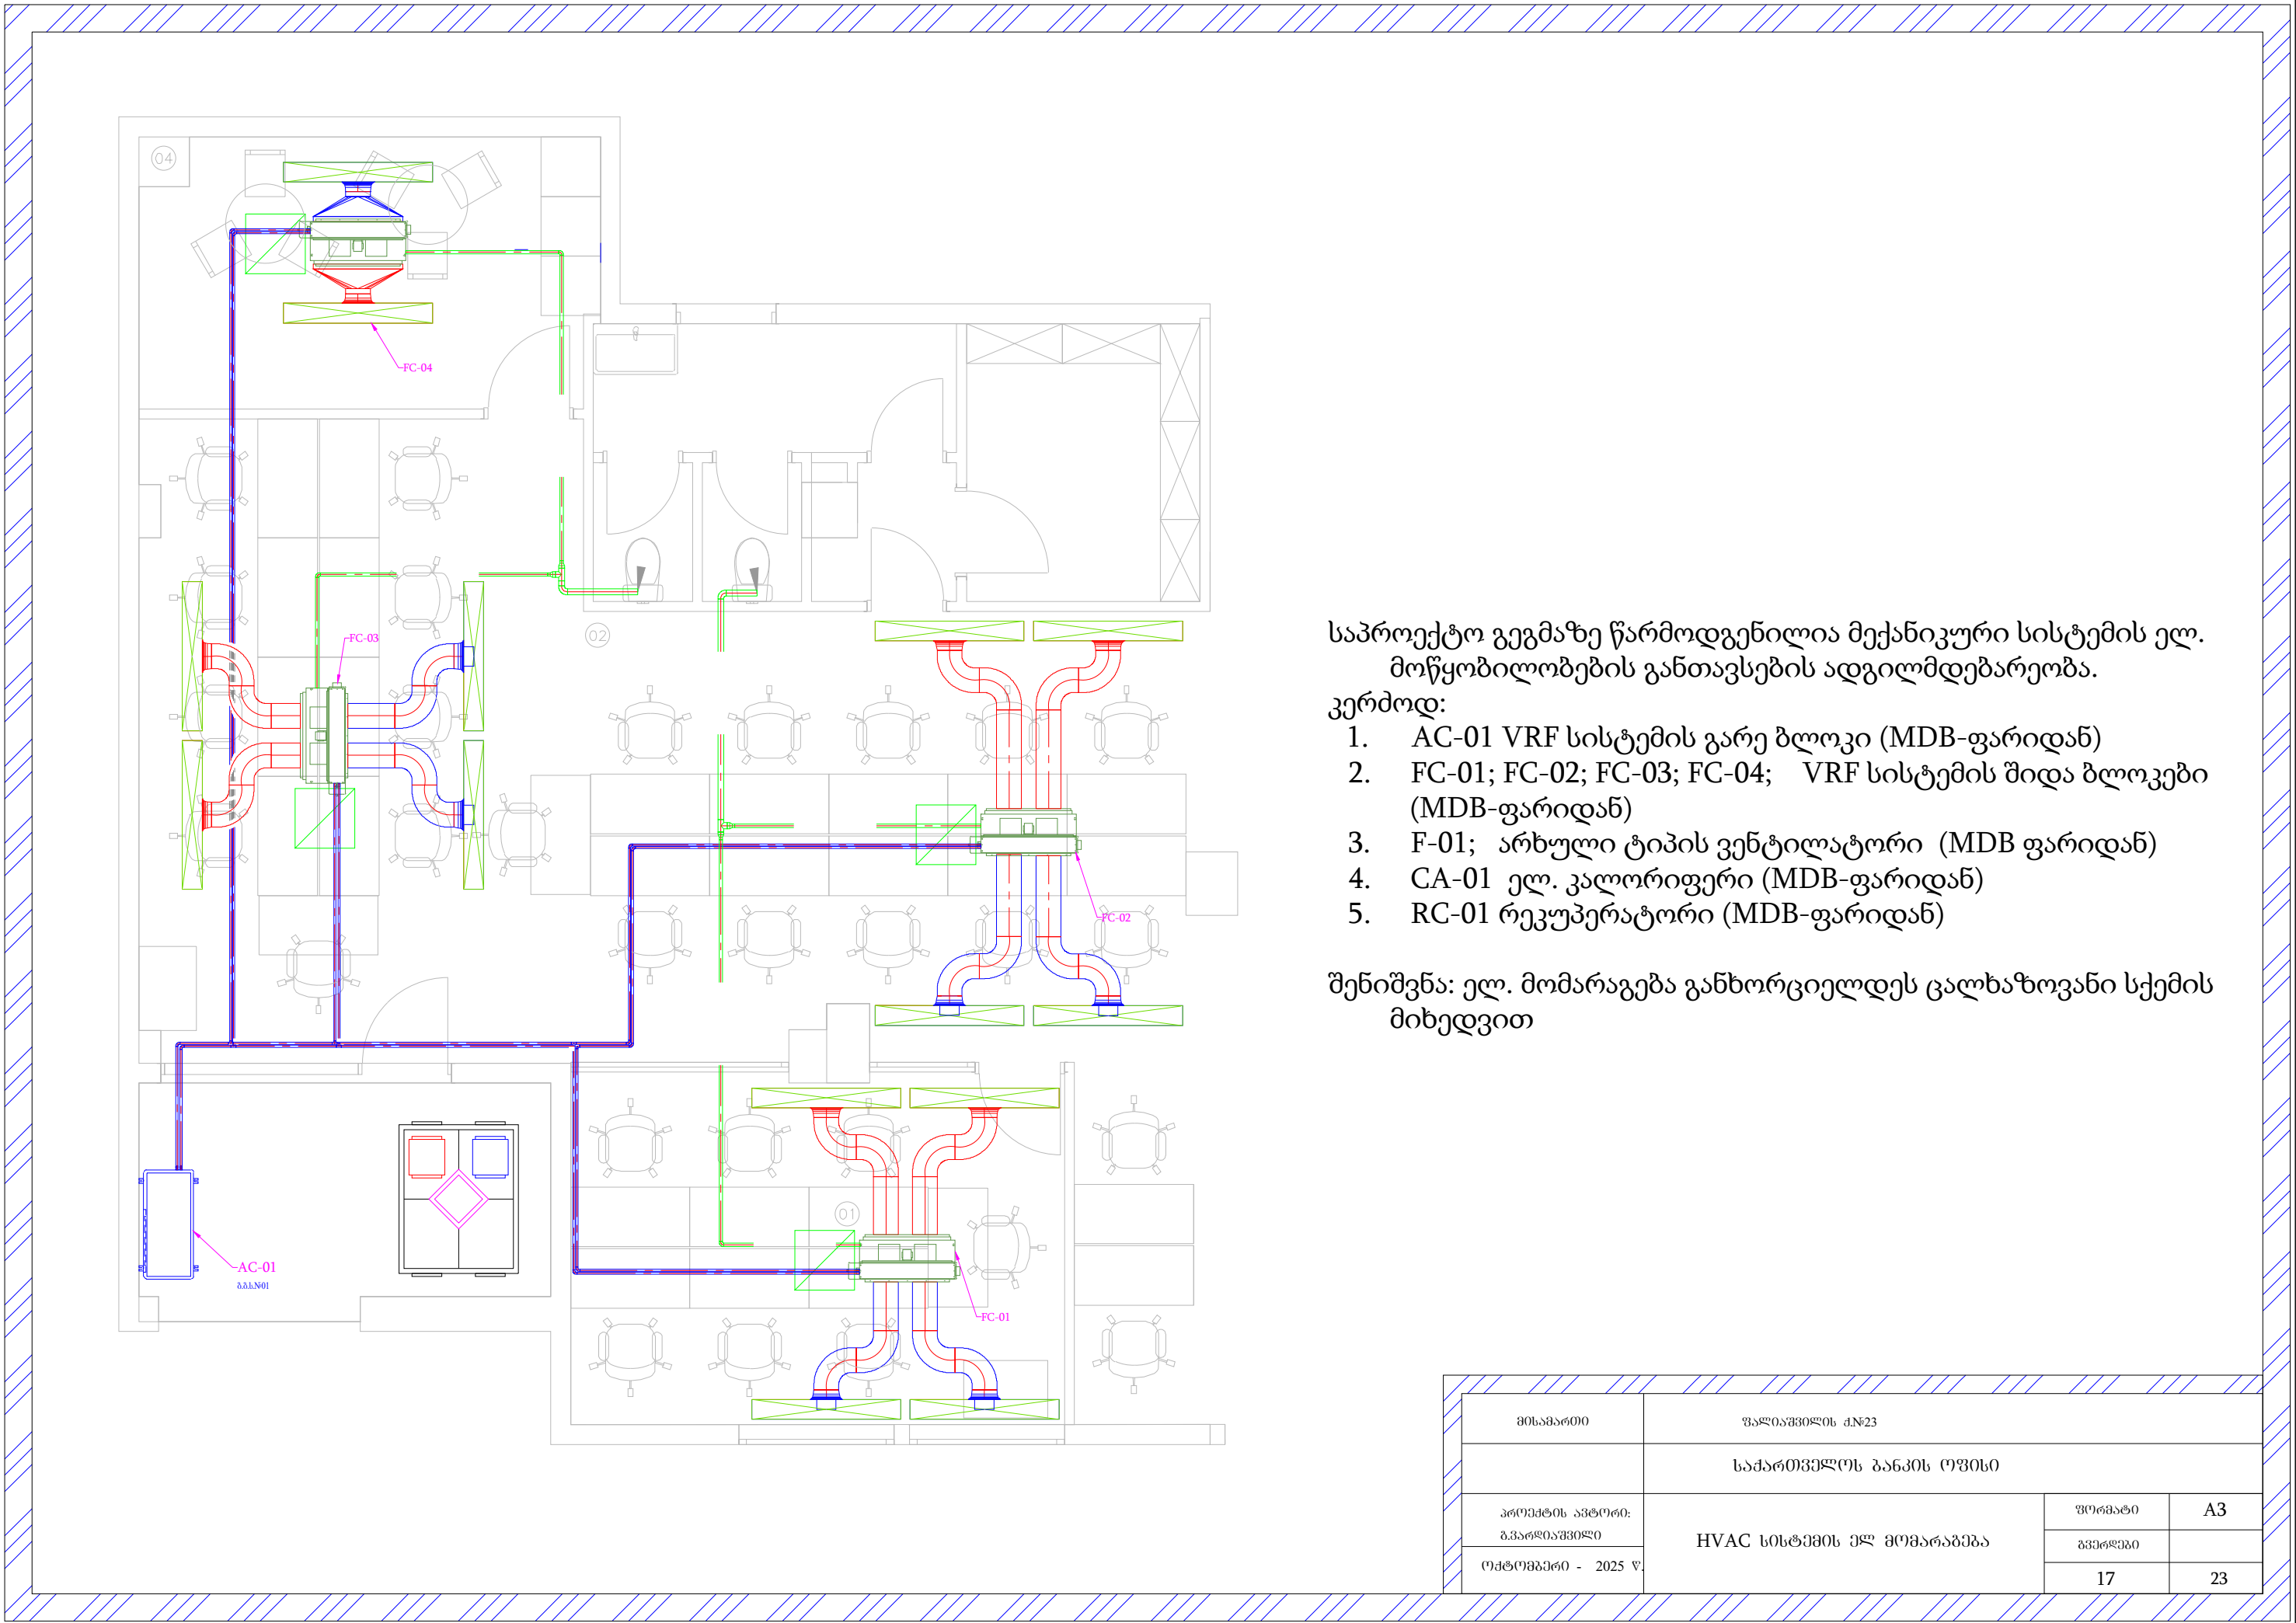 04
FC-04
FC-03
02
FC-02
01
FC-01
AC-01
გ.ბ.ს.№01
საპროექტო გეგმაზე წარმოდგენილია მექანიკური სისტემის ელ.
მოწყობილობების განთავსების ადგილმდებარეობა.
კერძოდ:
1. AC-01 VRF სისტემის გარე ბლოკი (MDB-ფარიდან)
2. FC-01; FC-02; FC-03; FC-04; VRF სისტემის შიდა ბლოკები
(MDB-ფარიდან)
3. F-01; არხული ტიპის ვენტილატორი (MDB ფარიდან)
4. CA-01 ელ. კალორიფერი (MDB-ფარიდან)
5. RC-01 რეკუპერატორი (MDB-ფარიდან)
შენიშვნა: ელ. მომარაგება განხორციელდეს ცალხაზოვანი სქემის
მიხედვით
მისამართი
ფალიაშვილის ქ.№23
საქართველოს ბანკის ოფისი
პროექტის ავტორი:
გ.ვარდიაშვილი
ოქტომბერი - 2025 წ.
HVAC სისტემის ელ მომარაგება
ფორმატი
A3
გვერდები
17
23